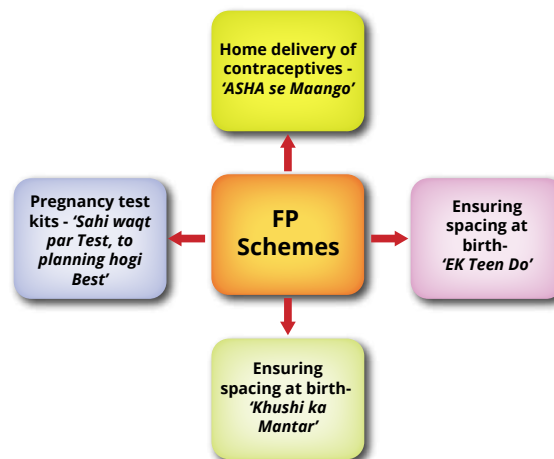 Home delivery of
contraceptives -
‘ASHA se Maango’
Pregnancy test
kits - ‘Sahi waqt
par Test, to
planning hogi
Best’
FP
Schemes
Ensuring
spacing at
birth-
‘EK Teen Do’
Ensuring
spacing at birth-
‘Khushi ka
Mantar’